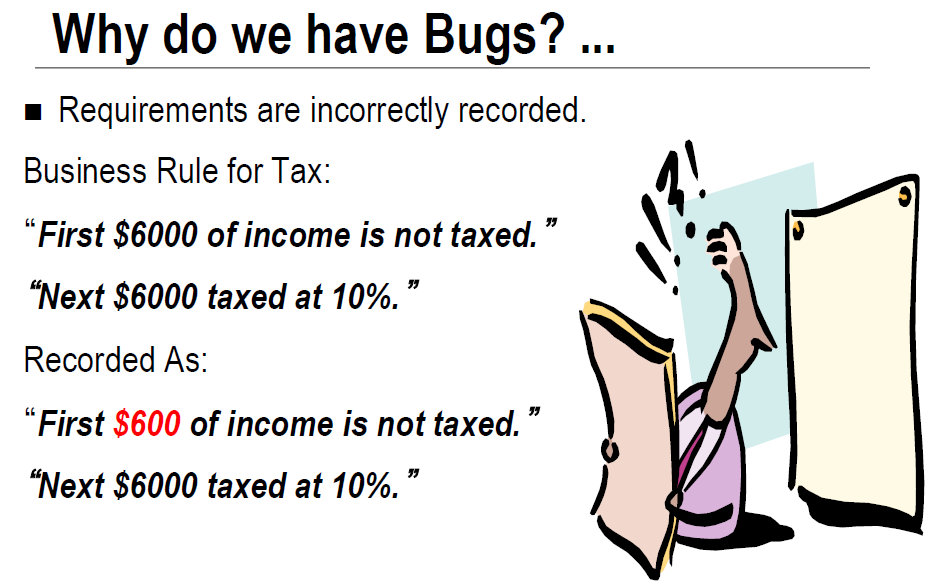 Why do we have Bugs? ...
■ Requirements are incorrectly recorded.
Business Rule for Tax:
“First $6000 of income is not taxed.”
“Next $6000 taxed at 10%.”
Recorded As:
“First $600 of income is not taxed.”
“Next $6000 taxed at 10%.”